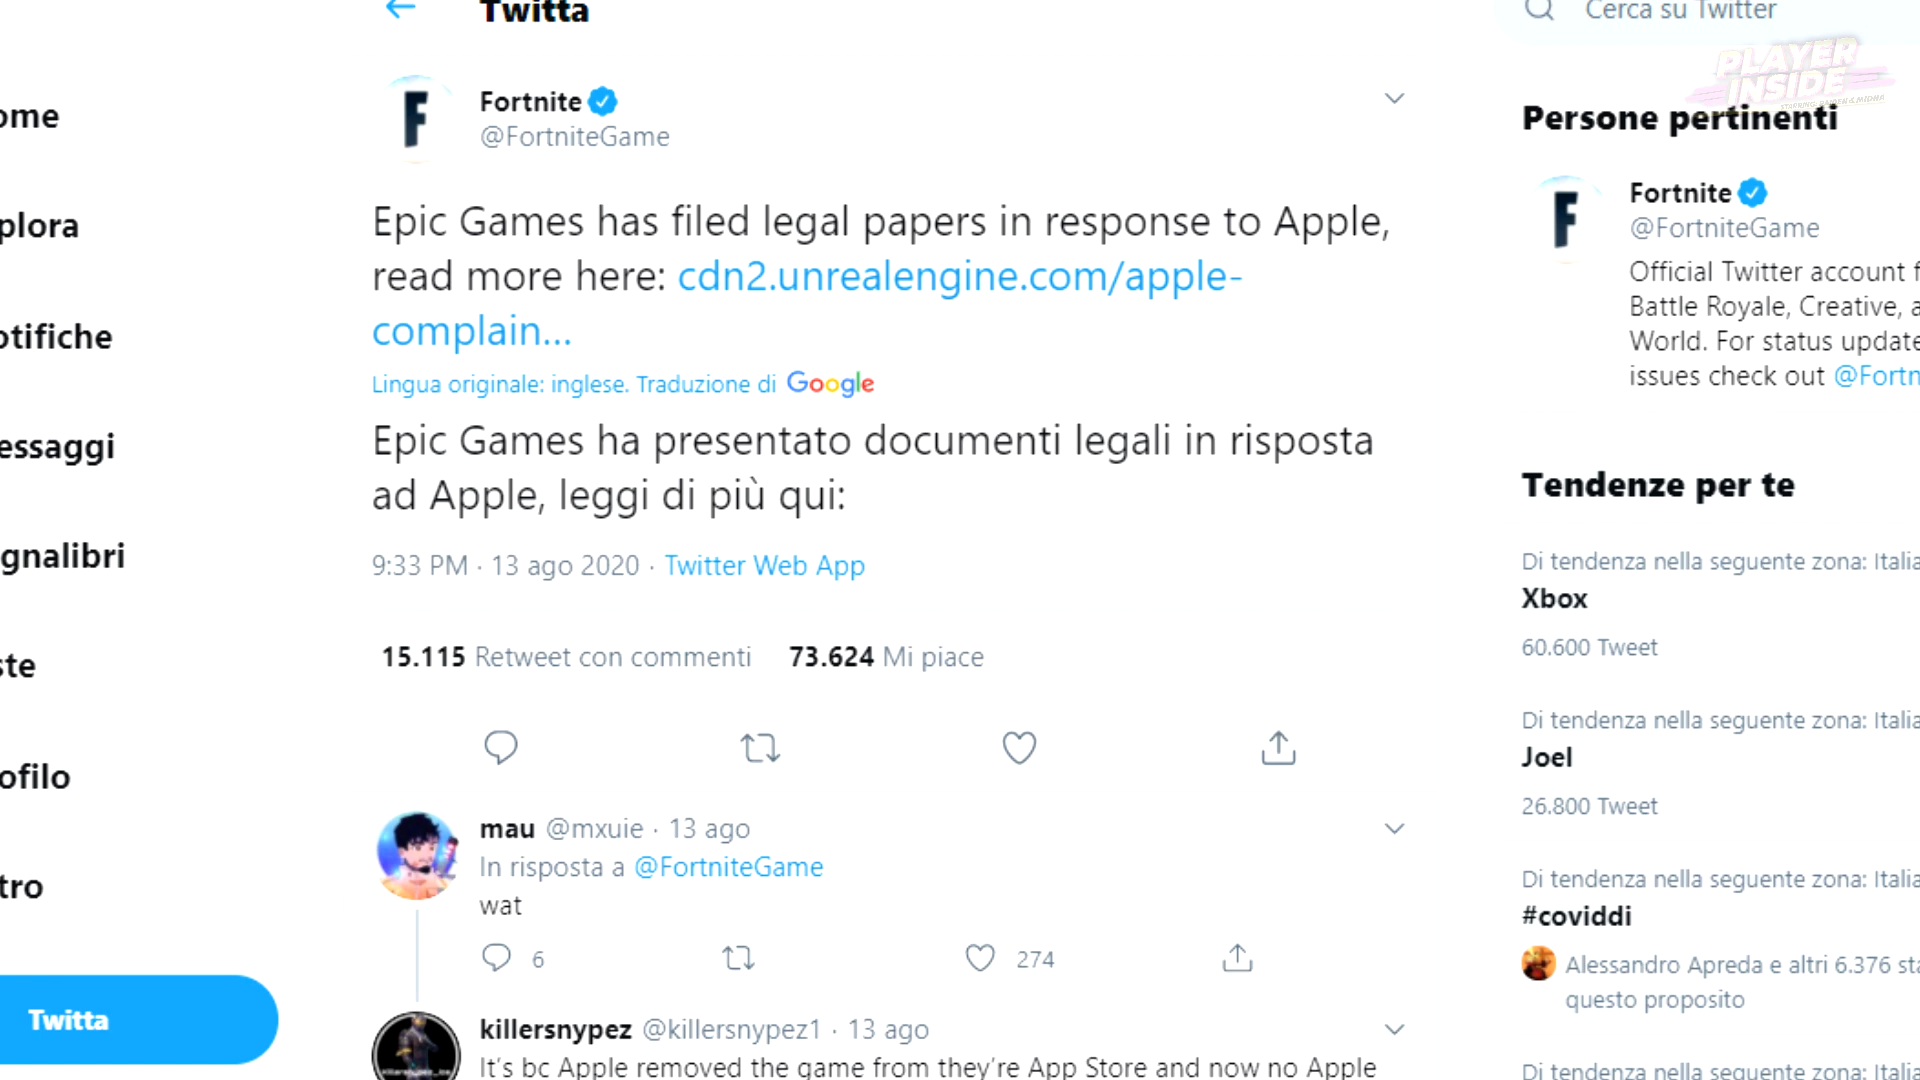 Twitta
Cerca su Twitter
PLAYER
INSIDE
ome
plora
otifiche
essaggi
gnalibri
ste
ofilo
tro
Twitta
Fortnite
@FortniteGame
Epic Games has filed legal papers in response to Apple,
read more here: cdn2.unrealengine.com/apple-
complain...
Lingua originale: inglese. Traduzione di Google
Epic Games ha presentato documenti legali in risposta
ad Apple, leggi di più qui:
9:33 PM · 13 ago 2020 · Twitter Web App
15.115 Retweet con commenti 73.624 Mi piace
mau @mxuie · 13 ago
In risposta a @FortniteGame
wat
6 274
killersnypez @killersnypez1 · 13 ago
It's bc Apple removed the game from they're App Store and now no Apple
Persone pertinenti
Fortnite
@FortniteGame
Official Twitter account f
Battle Royale, Creative, a
World. For status update
issues check out @Fortn
Tendenze per te
Di tendenza nella seguente zona: Italia
Xbox
60.600 Tweet
Di tendenza nella seguente zona: Italia
Joel
26.800 Tweet
Di tendenza nella seguente zona: Italia
#coviddi
Alessandro Apreda e altri 6.376 sta
questo proposito
Di tendenza nella seguente zona: Italia